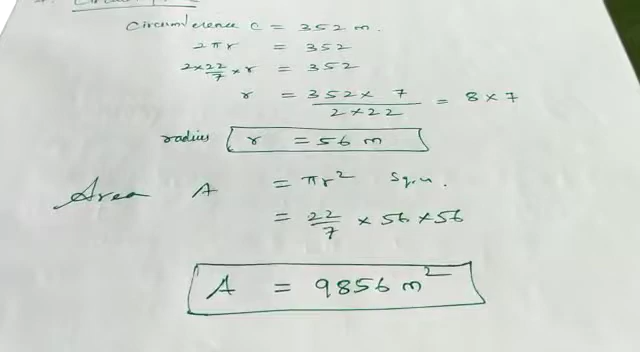 Circumference C = 352 m.
2πr = 352
2×22/7 × r = 352
r = 352 × 7 / 2×22 = 8 × 7
radius r = 56 m
Area A = πr² Sq.u.
= 22/7 × 56 × 56
A = 9856 m²